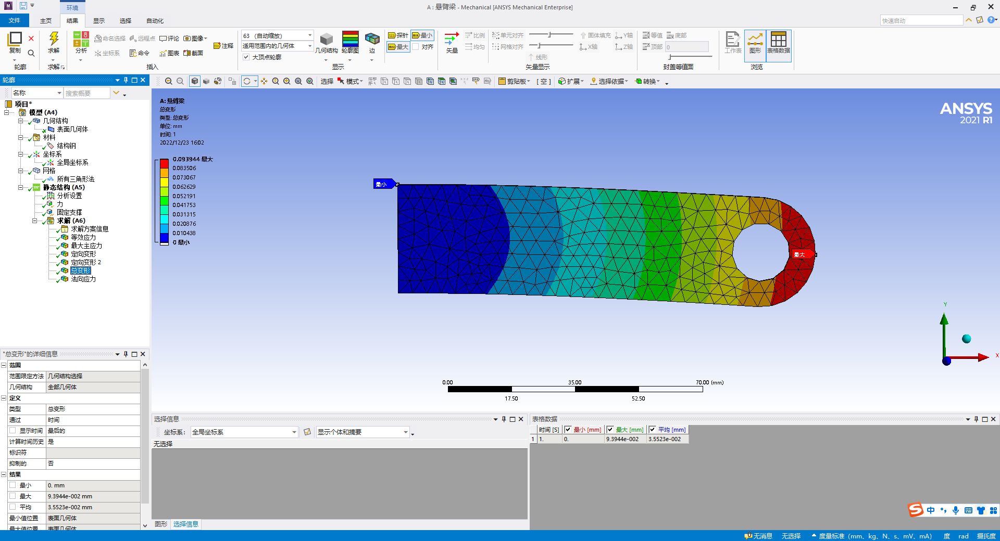 A : 悬臂梁 - Mechanical [ANSYS Mechanical Enterprise]
环境
文件 主页 结果 显示 选择 自动化
快速启动
复制
轮廓
求解
求解
分析
命名选择 远程点 评论 图像 注释
坐标系 命令 图表 截面
插入
63 （自动缩放）
适用范围内的几何体
大顶点轮廓
几何结构 轮廓图 边
显示
探针 最小
最大 对齐
矢量
比例
均匀
单元对齐
网格对齐
线形
固体填充
X轴
Y轴
Z轴
矢量显示
等值 底部
顶部 0
封盖等值面
工作表 图形 表格数据
浏览
轮廓
选择 模式 剪贴板 [ 空 ] 扩展 选择依据 转换
名称 搜索概要
项目*
模型 (A4)
几何结构
表面几何体
材料
结构钢
坐标系
全局坐标系
网格
所有三角形法
静态结构 (A5)
分析设置
力
固定支撑
求解 (A6)
求解方案信息
等效应力
最大主应力
定向变形
定向变形 2
总变形
法向应力
A: 悬臂梁
总变形
类型: 总变形
单位: mm
时间: 1
2022/12/23 16:02
0.093944 最大
0.083506
0.073067
0.062629
0.052191
0.041753
0.031315
0.020876
0.010438
0 最小
最小
最大
ANSYS
2021 R1
Y
X
0.00 35.00 70.00 (mm)
17.50 52.50
"总变形"的详细信息
范围
范围限定方法 几何结构选择
几何结构 全部几何体
定义
类型 总变形
通过 时间
显示时间 最后的
计算时间历史 是
标识符
抑制的 否
结果
最小 0. mm
最大 9.3944e-002 mm
平均 3.5523e-002 mm
最小值位置 表面几何体
最大值位置 表面几何体
选择信息
坐标系: 全局坐标系 显示个体和摘要
无选择
图形 选择信息
表格数据
时间 [S] 最小 [mm] 最大 [mm] 平均 [mm]
1 1. 0. 9.3944e-002 3.5523e-002
S 中
无消息 无选择 度量标准（mm、kg、N、s、mV、mA） 度 rad 摄氏度